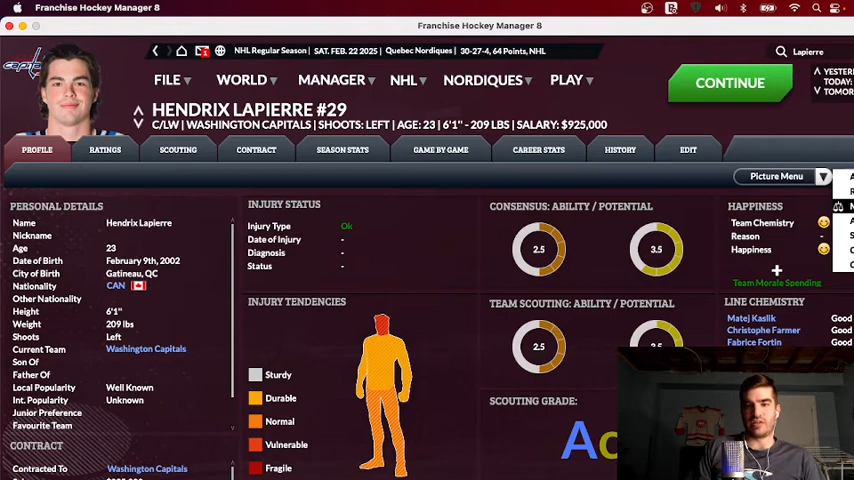 Franchise Hockey Manager 8
Franchise Hockey Manager 8
NHL Regular Season | SAT. FEB. 22 2025 | Quebec Nordiques | 30-27-4, 64 Points, NHL
Lapierre
FILE WORLD MANAGER NHL NORDIQUES PLAY
CONTINUE
TODAY:
HENDRIX LAPIERRE #29
C/LW | WASHINGTON CAPITALS | SHOOTS: LEFT | AGE: 23 | 6'1" - 209 LBS | SALARY: $925,000
PROFILE RATINGS SCOUTING CONTRACT SEASON STATS GAME BY GAME CAREER STATS HISTORY EDIT
Picture Menu
PERSONAL DETAILS
Name Hendrix Lapierre
Nickname
Age 23
Date of Birth February 9th, 2002
City of Birth Gatineau, QC
Nationality CAN
Other Nationality
Height 6'1"
Weight 209 lbs
Shoots Left
Current Team Washington Capitals
Son Of
Father Of
Local Popularity Well Known
Int. Popularity Unknown
Junior Preference
Favourite Team
CONTRACT
Contracted To Washington Capitals
INJURY STATUS
Injury Type Ok
Date of Injury -
Diagnosis -
Status -
INJURY TENDENCIES
Sturdy
Durable
Normal
Vulnerable
Fragile
CONSENSUS: ABILITY / POTENTIAL
2.5 3.5
TEAM SCOUTING: ABILITY / POTENTIAL
2.5 3.5
SCOUTING GRADE:
HAPPINESS
Team Chemistry
Reason -
Happiness
+
Team Morale Spending
LINE CHEMISTRY
Matej Kaslik Good
Christophe Farmer Good
Fabrice Fortin Good